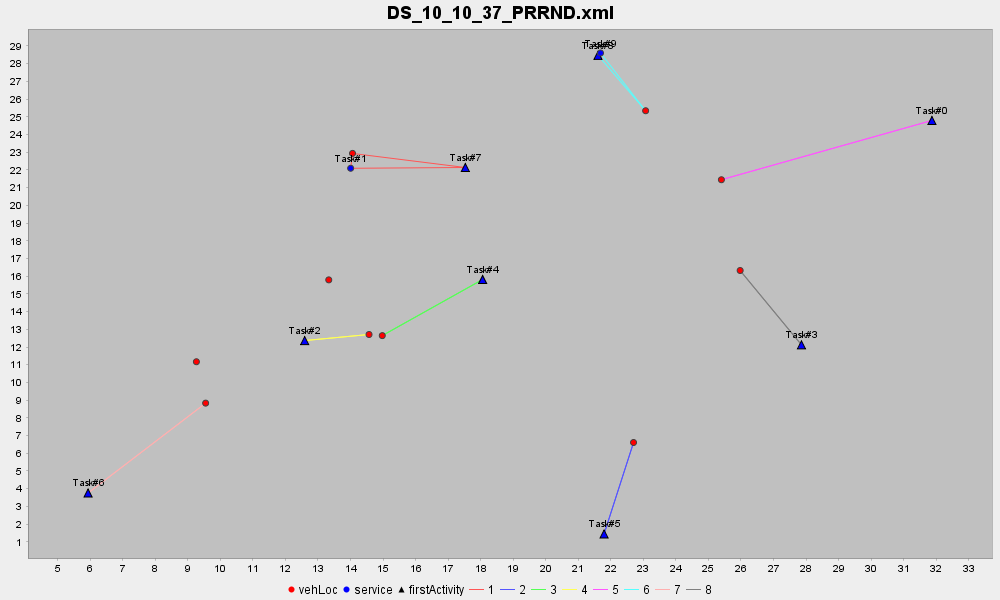 DS_10_10_37_PRRND.xml
29
28
27
26
25
24
23
22
21
20
19
18
17
16
15
14
13
12
11
10
9
8
7
6
5
4
3
2
1
Task#9
Task#8
Task#0
Task#1
Task#7
Task#4
Task#2
Task#3
Task#6
Task#5
5 6 7 8 9 10 11 12 13 14 15 16 17 18 19 20 21 22 23 24 25 26 27 28 29 30 31 32 33
vehLoc service firstActivity 1 2 3 4 5 6 7 8